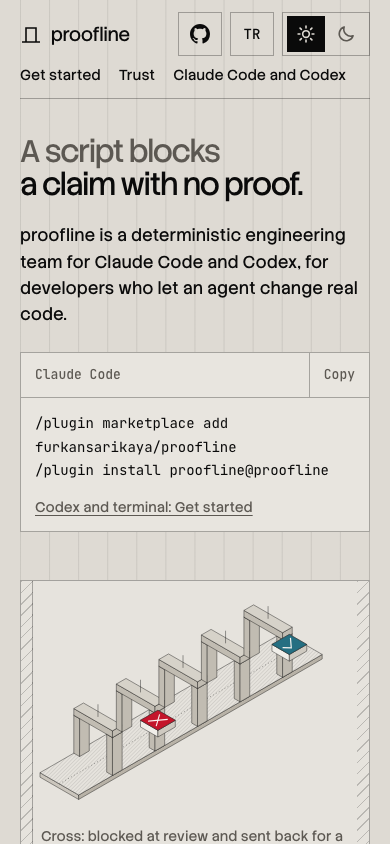 proofline
TR
Get started
Trust
Claude Code and Codex
A script blocks
a claim with no proof.
proofline is a deterministic engineering
team for Claude Code and Codex, for
developers who let an agent change real
code.
Claude Code
Copy
/plugin marketplace add
furkansarikaya/proofline
/plugin install proofline@proofline
Codex and terminal: Get started
Cross: blocked at review and sent back for a